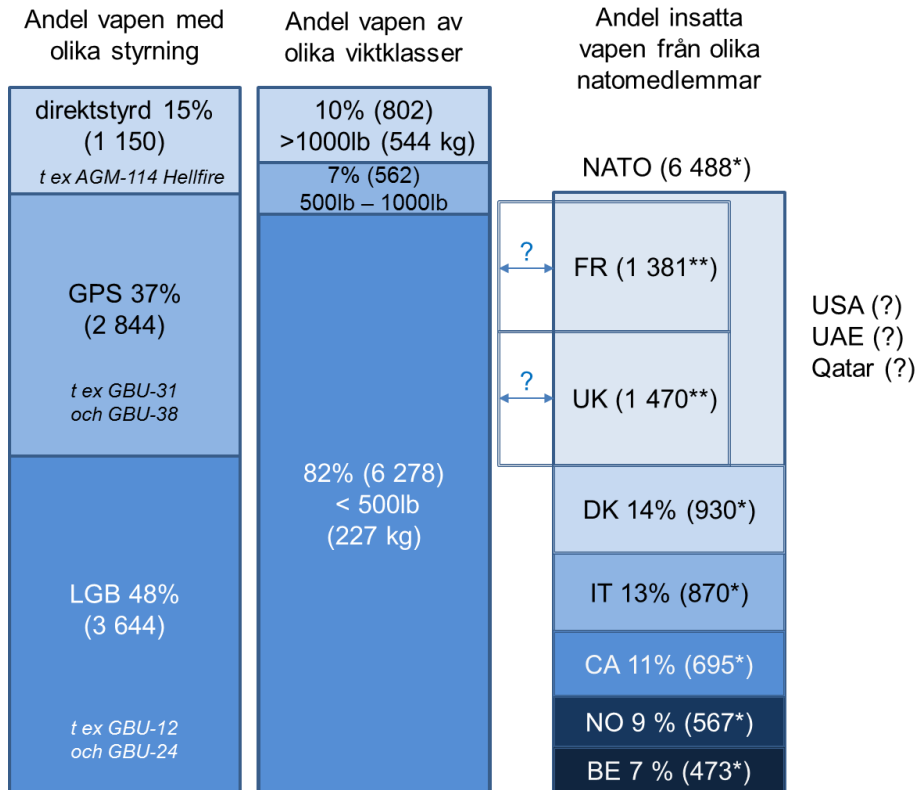 Andel vapen med
olika styrning
direktstyrd 15%
(1 150)
t ex AGM-114 Hellfire
GPS 37%
(2 844)
t ex GBU-31
och GBU-38
LGB 48%
(3 644)
t ex GBU-12
och GBU-24
Andel vapen av
olika viktklasser
10% (802)
>1000lb (544 kg)
7% (562)
500lb – 1000lb
82% (6 278)
< 500lb
(227 kg)
Andel insatta
vapen från olika
natomedlemmar
NATO (6 488*)
?
FR (1 381**)
?
UK (1 470**)
DK 14% (930*)
IT 13% (870*)
CA 11% (695*)
NO 9 % (567*)
BE 7 % (473*)
USA (?)
UAE (?)
Qatar (?)